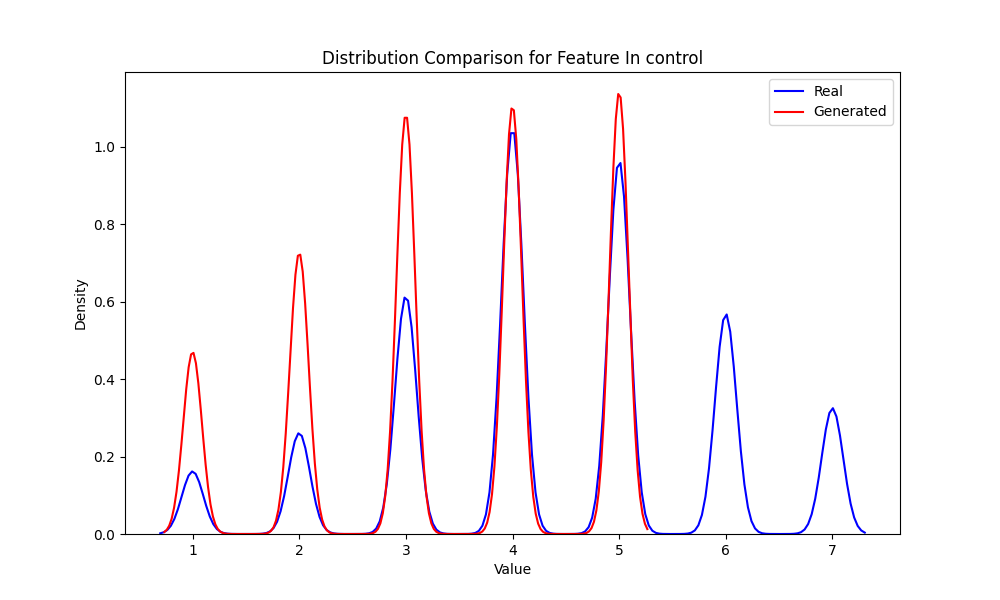 Distribution Comparison for Feature In control
Real
Generated
Density
1.0
0.8
0.6
0.4
0.2
0.0
1 2 3 4 5 6 7
Value